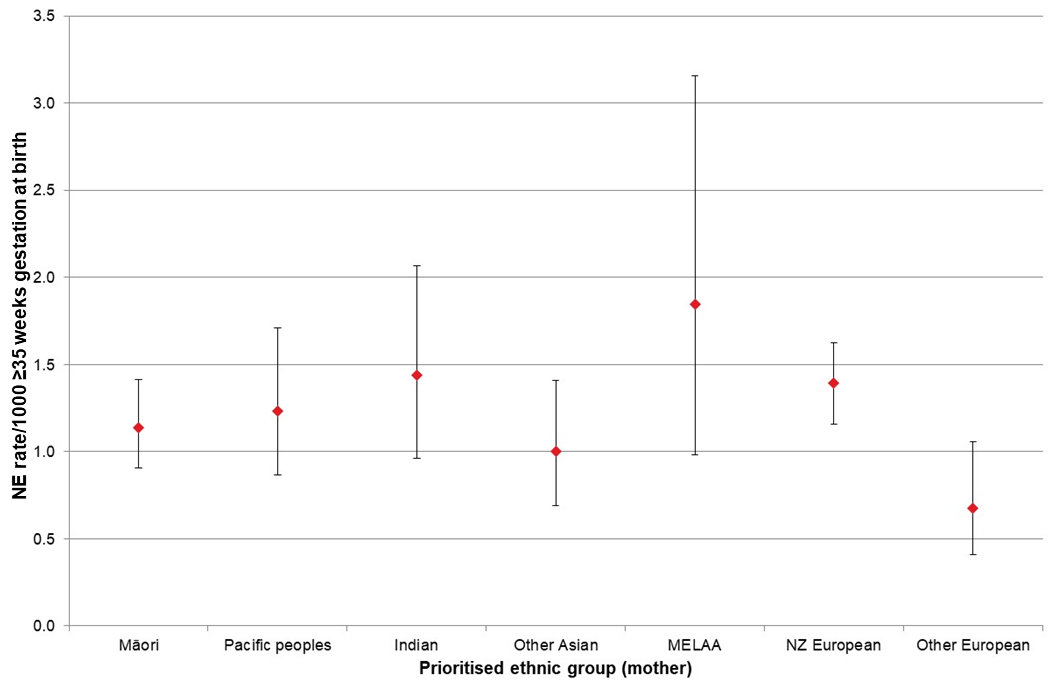 3.5
3.0
2.5
2.0
1.5
1.0
0.5
0.0
NE rate/1000 ≥35 weeks gestation at birth
Māori Pacific peoples Indian Other Asian MELAA NZ European Other European
Prioritised ethnic group (mother)